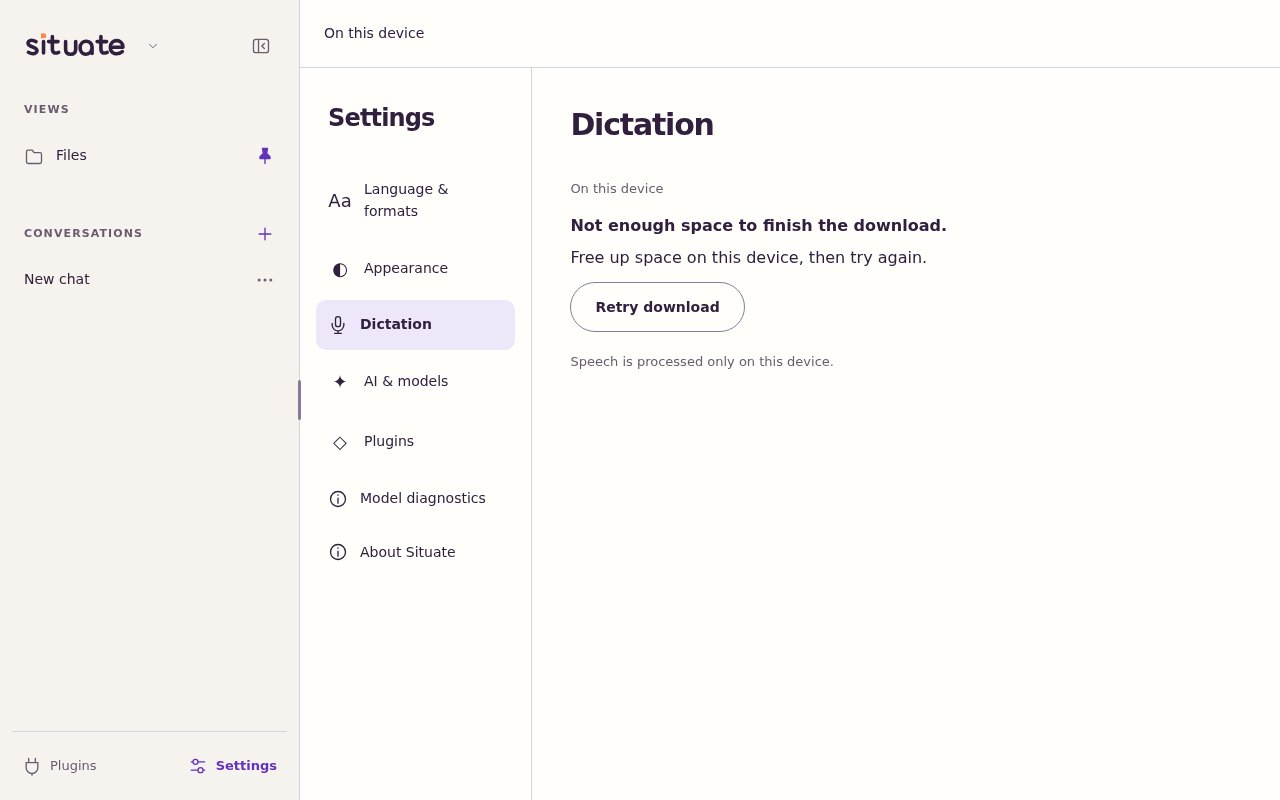 situate
On this device
VIEWS
Files
CONVERSATIONS
New chat
Plugins
Settings
Settings
Aa Language & formats
Appearance
Dictation
AI & models
Plugins
Model diagnostics
About Situate
Dictation
On this device
Not enough space to finish the download.
Free up space on this device, then try again.
Retry download
Speech is processed only on this device.